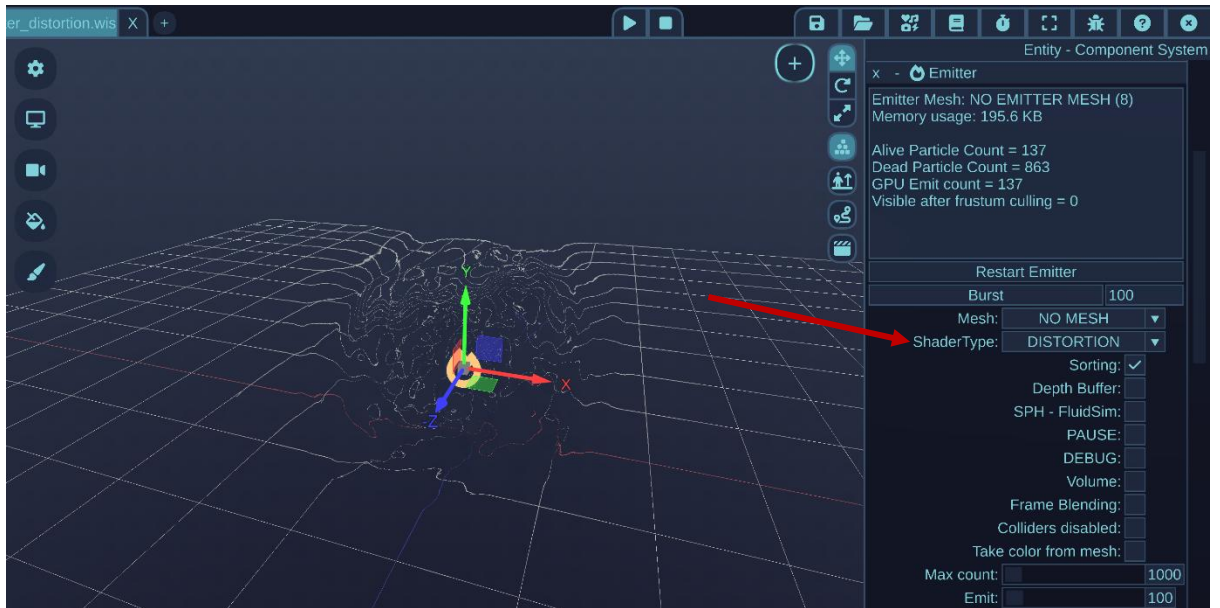 er_distortion.wis X +
Entity - Component System
x - Emitter
Emitter Mesh: NO EMITTER MESH (8)
Memory usage: 195.6 KB
Alive Particle Count = 137
Dead Particle Count = 863
GPU Emit count = 137
Visible after frustum culling = 0
Restart Emitter
Burst 100
Mesh: NO MESH
ShaderType: DISTORTION
Sorting:
Depth Buffer:
SPH - FluidSim:
PAUSE:
DEBUG:
Volume:
Frame Blending:
Colliders disabled:
Take color from mesh:
Max count: 1000
Emit: 100
Y
X
Z